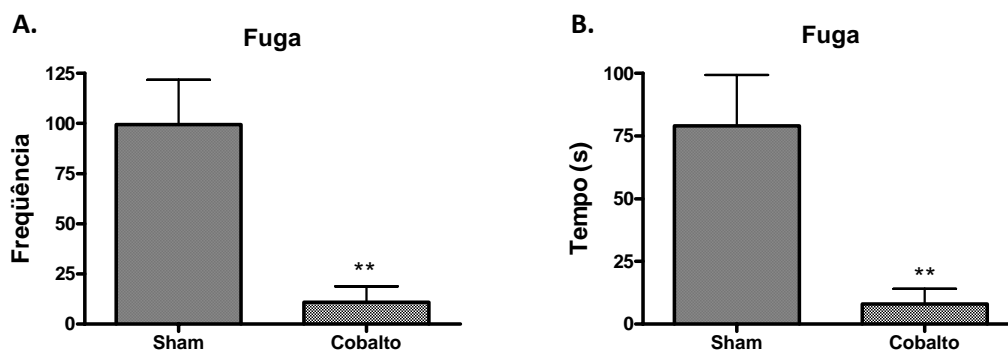 A.
Fuga
Freqüência
125
100
75
50
25
0
**
Sham
Cobalto
B.
Fuga
Tempo (s)
100
75
50
25
0
**
Sham
Cobalto